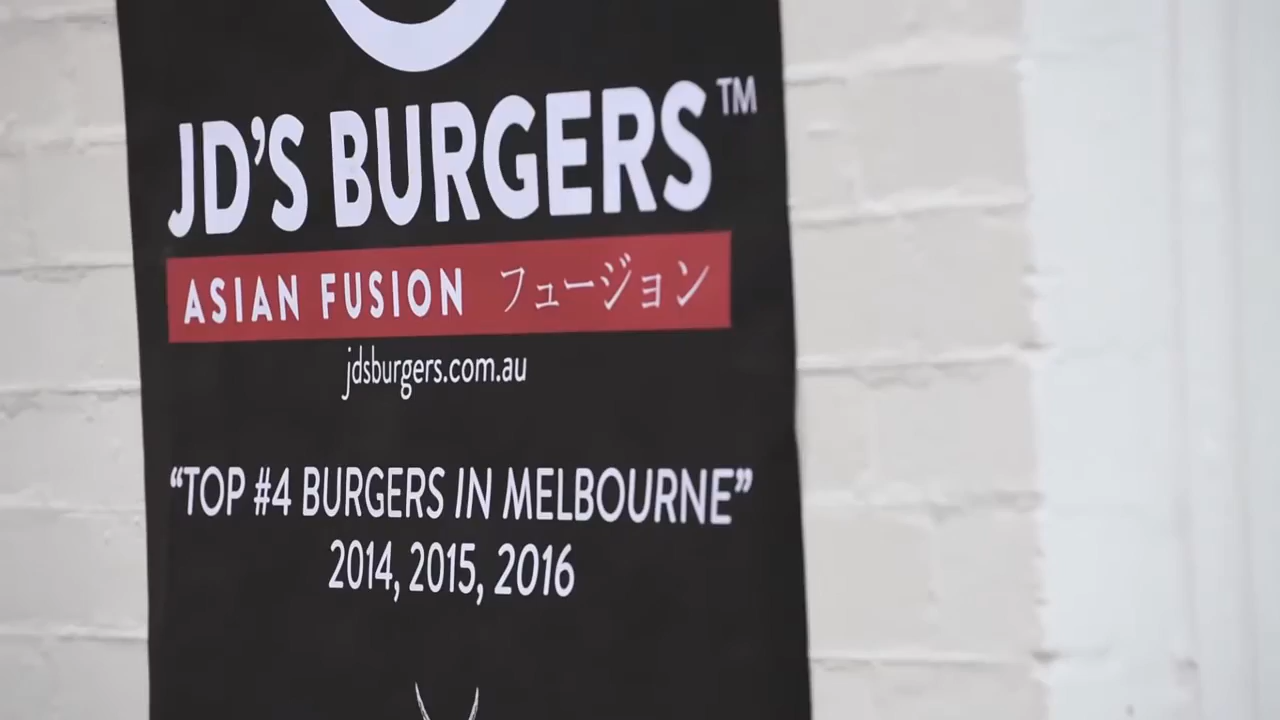 JD'S BURGERS™
ASIAN FUSION フュージョン
jdsburgers.com.au
“TOP #4 BURGERS IN MELBOURNE”
2014, 2015, 2016